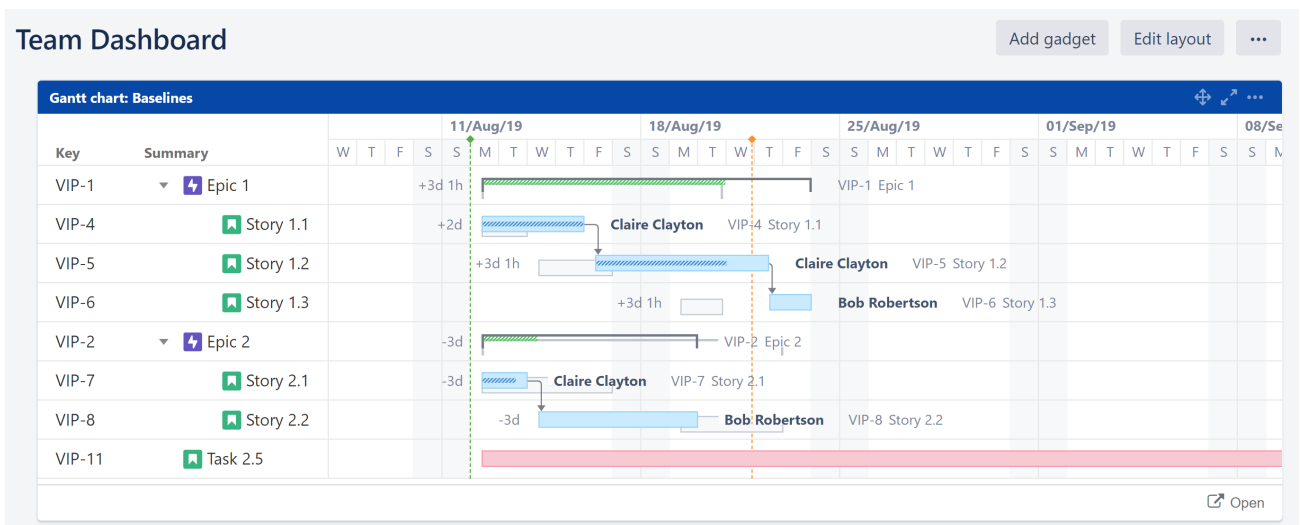 Team Dashboard Add gadget Edit layout •••
Gantt chart: Baselines
11/Aug/19 18/Aug/19 25/Aug/19 01/Sep/19 08/Se
Key Summary W T F S S M T W T F S S M T W T F S S M T W T F S S M T W T F S S M
VIP-1 Epic 1 +3d 1h VIP-1 Epic 1
VIP-4 Story 1.1 +2d Claire Clayton VIP-4 Story 1.1
VIP-5 Story 1.2 +3d 1h Claire Clayton VIP-5 Story 1.2
VIP-6 Story 1.3 +3d 1h Bob Robertson VIP-6 Story 1.3
VIP-2 Epic 2 -3d VIP-2 Epic 2
VIP-7 Story 2.1 -3d Claire Clayton VIP-7 Story 2.1
VIP-8 Story 2.2 -3d Bob Robertson VIP-8 Story 2.2
VIP-11 Task 2.5
Open